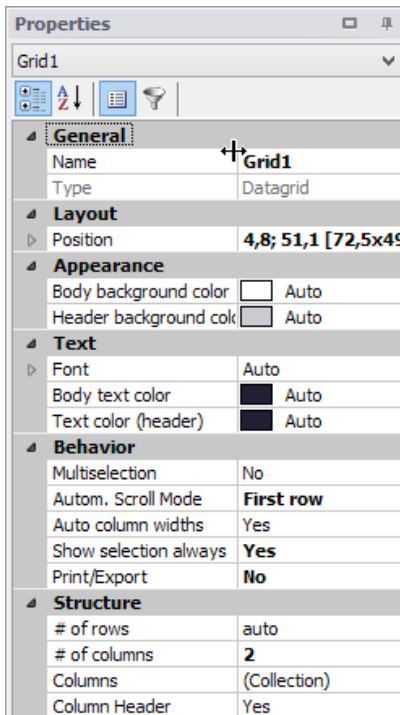 Properties
Grid1
A
Z
General
Name Grid1
Type Datagrid
Layout
Position 4,8; 51,1 [72,5x49
Appearance
Body background color Auto
Header background colo Auto
Text
Font Auto
Body text color Auto
Text color (header) Auto
Behavior
Multiselection No
Autom. Scroll Mode First row
Auto column widths Yes
Show selection always Yes
Print/Export No
Structure
# of rows auto
# of columns 2
Columns (Collection)
Column Header Yes